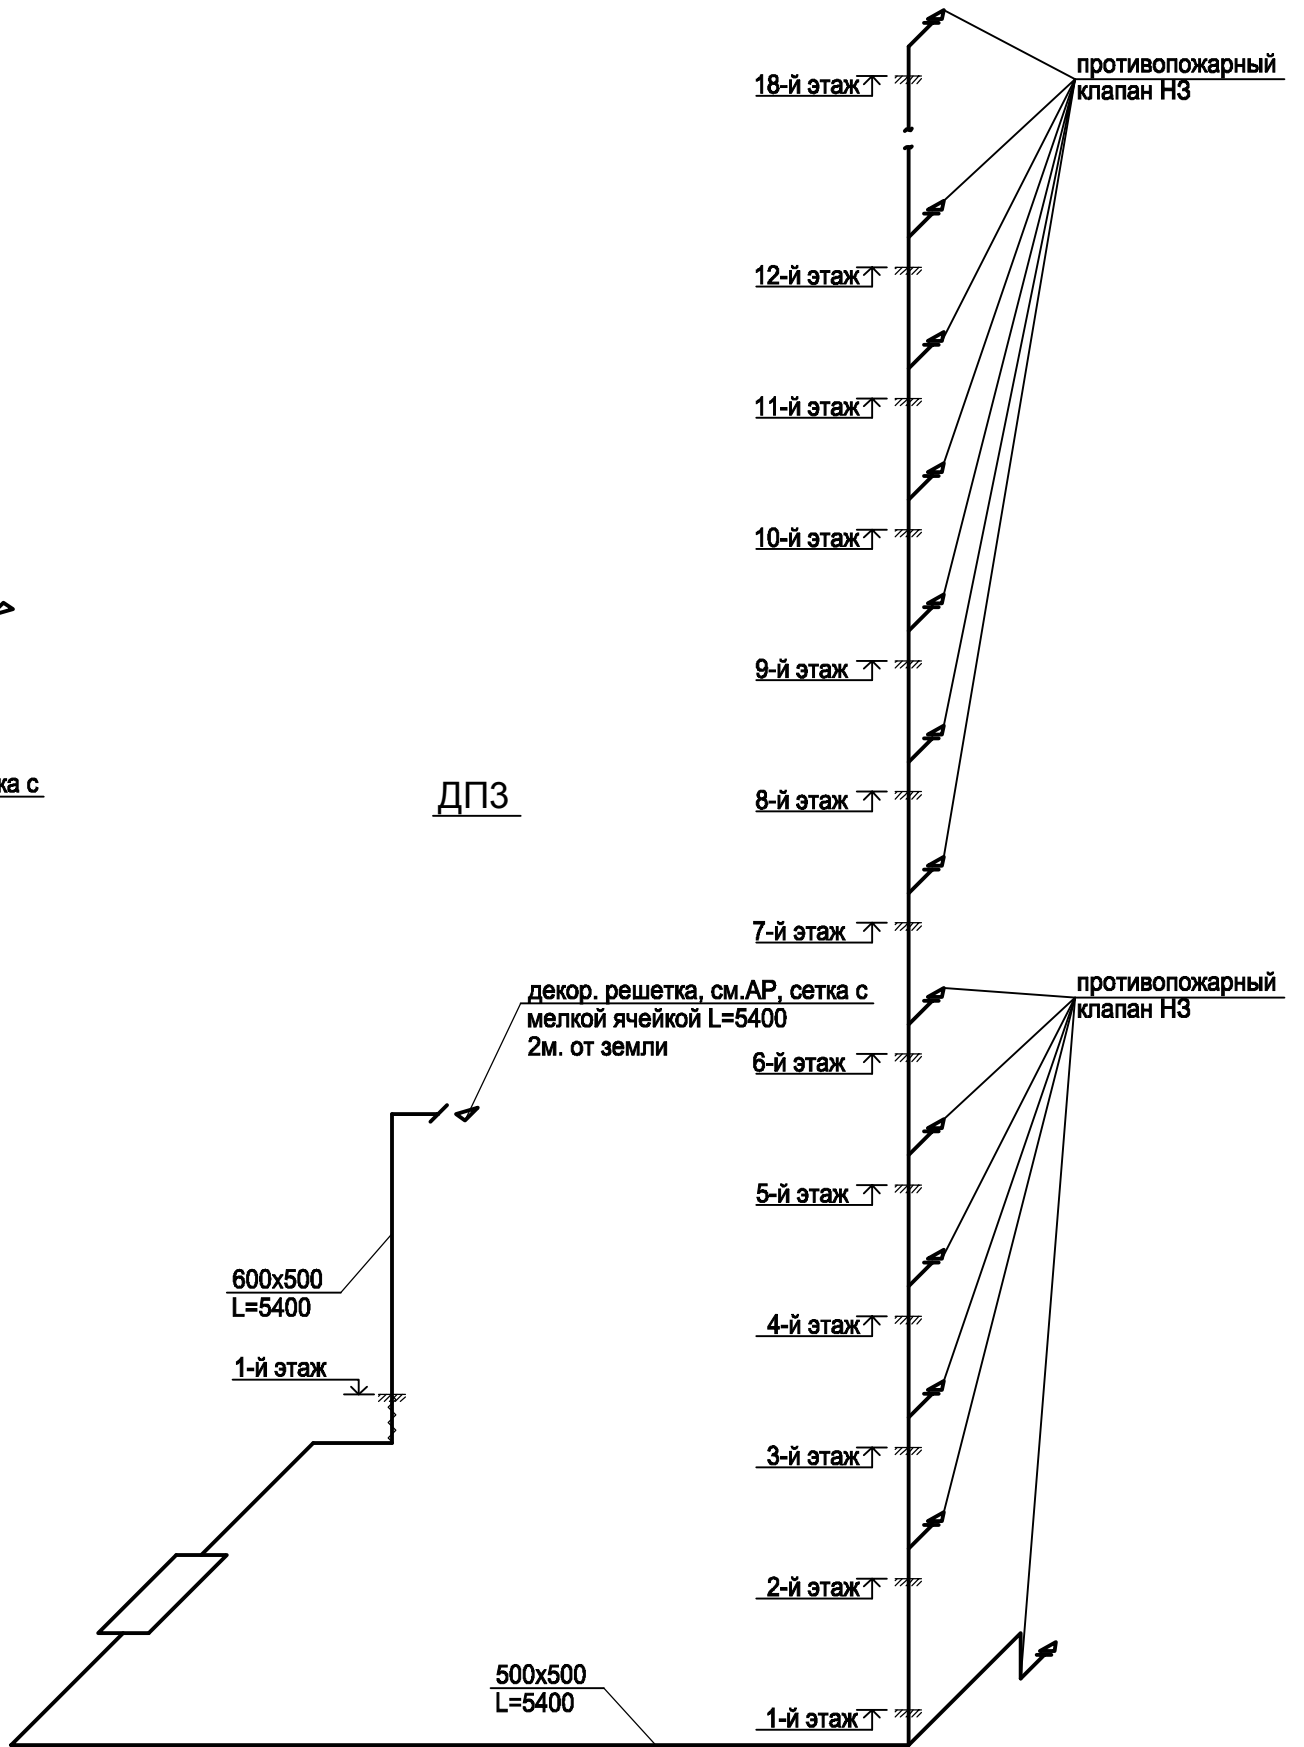 18-й этаж
противопожарный
клапан НЗ
12-й этаж
11-й этаж
10-й этаж
9-й этаж
ка с
ДП3
8-й этаж
7-й этаж
декор. решетка, см.АР, сетка с
мелкой ячейкой L=5400
2м. от земли
противопожарный
клапан НЗ
6-й этаж
5-й этаж
600х500
L=5400
4-й этаж
1-й этаж
3-й этаж
2-й этаж
500х500
L=5400
1-й этаж